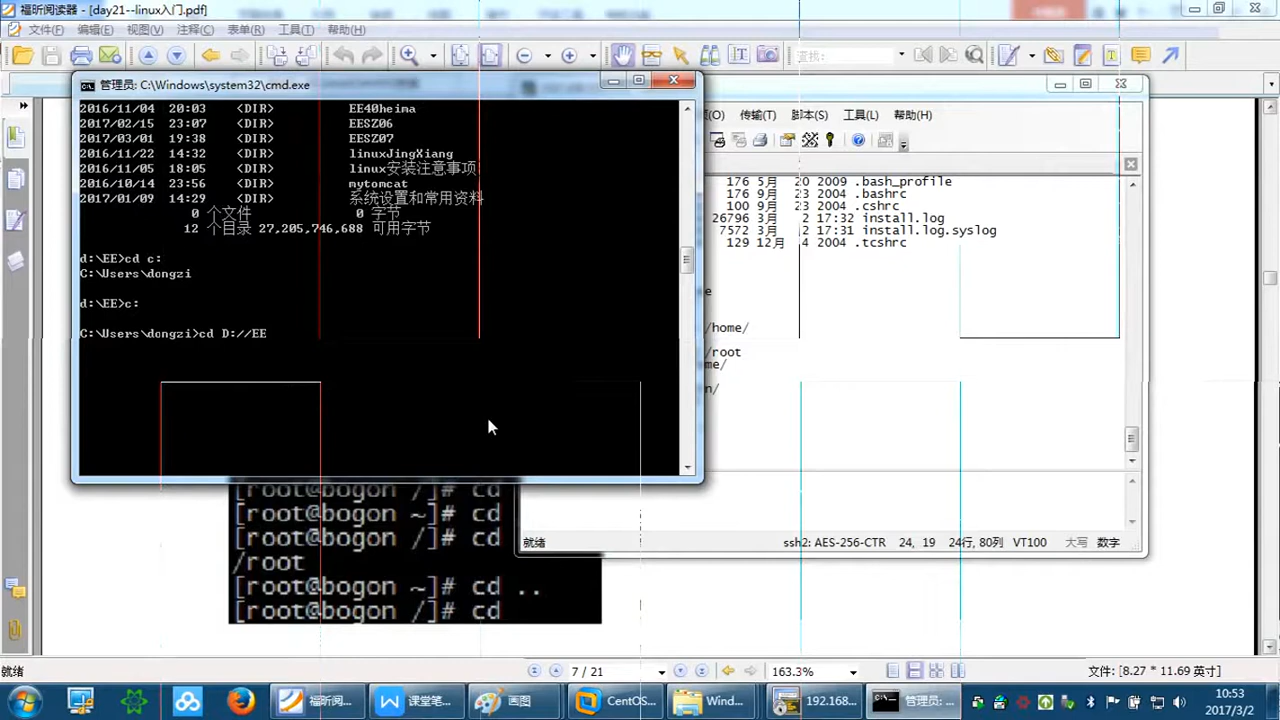 福昕阅读器 - [day21--linux入门.pdf]
文件(F) 编辑(E) 视图(V) 注释(C) 表单(R) 工具(T) 帮助(H)
查找:
管理员: C:\Windows\system32\cmd.exe
2016/11/04 20:03 <DIR> EE40heima
2017/02/15 23:07 <DIR> EESZ06
2017/03/01 19:38 <DIR> EESZ07
2016/11/22 14:32 <DIR> linuxJingXiang
2016/11/05 18:05 <DIR> linux安装注意事项
2016/10/14 23:56 <DIR> mytomcat
2017/01/09 14:29 <DIR> 系统设置和常用资料
0 个文件 0 字节
12 个目录 27,205,746,688 可用字节
d:\EE>cd c:
C:\Users\dongzi
d:\EE>c:
C:\Users\dongzi>cd D://EE
(O) 传输(T) 脚本(S) 工具(L) 帮助(H)
176 5月 20 2009 .bash_profile
176 9月 23 2004 .bashrc
100 9月 23 2004 .cshrc
26796 3月 2 17:32 install.log
7572 3月 2 17:31 install.log.syslog
129 12月 4 2004 .tcshrc
e
/home/
/root
me/
n/
就绪 ssh2: AES-256-CTR 24, 19 24行, 80列 VT100 大写 数字
[root@bogon /]# cd
[root@bogon ~]# cd
[root@bogon /]# cd
/root
[root@bogon ~]# cd ..
[root@bogon /]# cd
就绪 7 / 21 163.3% 文件: [8.27 * 11.69 英寸]
福昕阅... 课堂笔... 画图 CentOS... Wind... 192.168... 管理员: ...
10:53
2017/3/2